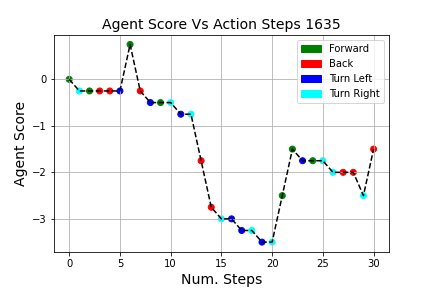 Agent Score Vs Action Steps 1635
Forward
Back
Turn Left
Turn Right
Agent Score
0
−1
−2
−3
0 5 10 15 20 25 30
Num. Steps